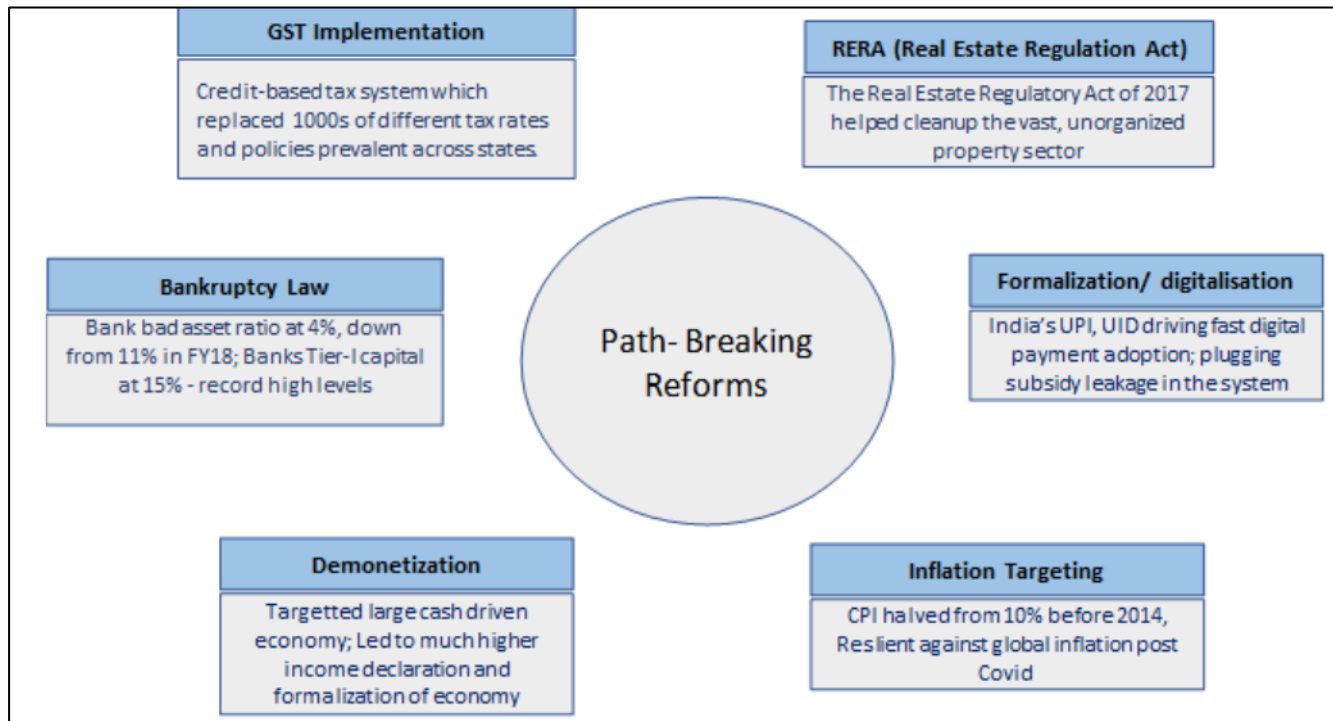 GST Implementation
Credit-based tax system which
replaced 1000s of different tax rates
and policies prevalent across states.
RERA (Real Estate Regulation Act)
The Real Estate Regulatory Act of 2017
helped cleanup the vast, unorganized
property sector
Bankruptcy Law
Bank bad asset ratio at 4%, down
from 11% in FY18; Banks Tier-I capital
at 15% - record high levels
Path- Breaking
Reforms
Formalization/ digitalisation
India's UPI, UID driving fast digital
payment adoption; plugging
subsidy leakage in the system
Demonetization
Targetted large cash driven
economy; Led to much higher
income declaration and
formalization of economy
Inflation Targeting
CPI halved from 10% before 2014,
Reslient against global inflation post
Covid